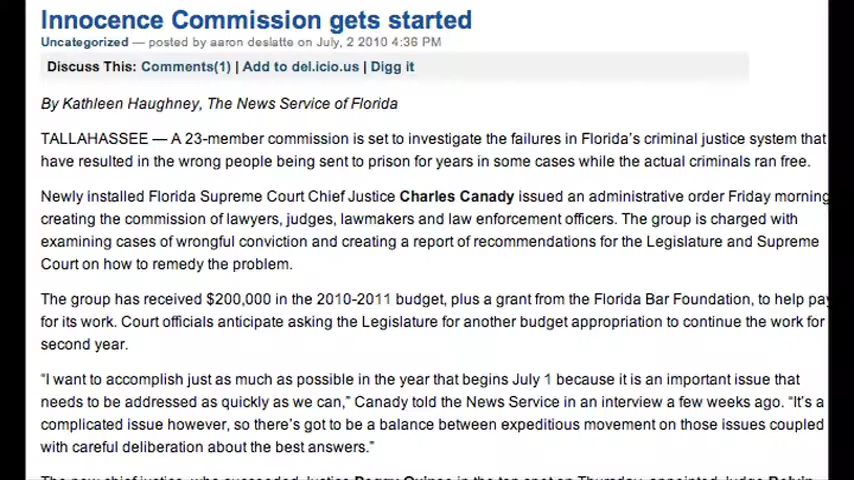 Innocence Commission gets started
Uncategorized — posted by aaron deslatte on July, 2 2010 4:36 PM
Discuss This: Comments(1) | Add to del.icio.us | Digg it
By Kathleen Haughney, The News Service of Florida
TALLAHASSEE — A 23-member commission is set to investigate the failures in Florida’s criminal justice system that
have resulted in the wrong people being sent to prison for years in some cases while the actual criminals ran free.
Newly installed Florida Supreme Court Chief Justice Charles Canady issued an administrative order Friday morning
creating the commission of lawyers, judges, lawmakers and law enforcement officers. The group is charged with
examining cases of wrongful conviction and creating a report of recommendations for the Legislature and Supreme
Court on how to remedy the problem.
The group has received $200,000 in the 2010-2011 budget, plus a grant from the Florida Bar Foundation, to help pay
for its work. Court officials anticipate asking the Legislature for another budget appropriation to continue the work for
second year.
“I want to accomplish just as much as possible in the year that begins July 1 because it is an important issue that
needs to be addressed as quickly as we can,” Canady told the News Service in an interview a few weeks ago. “It’s a
complicated issue however, so there’s got to be a balance between expeditious movement on those issues coupled
with careful deliberation about the best answers.”